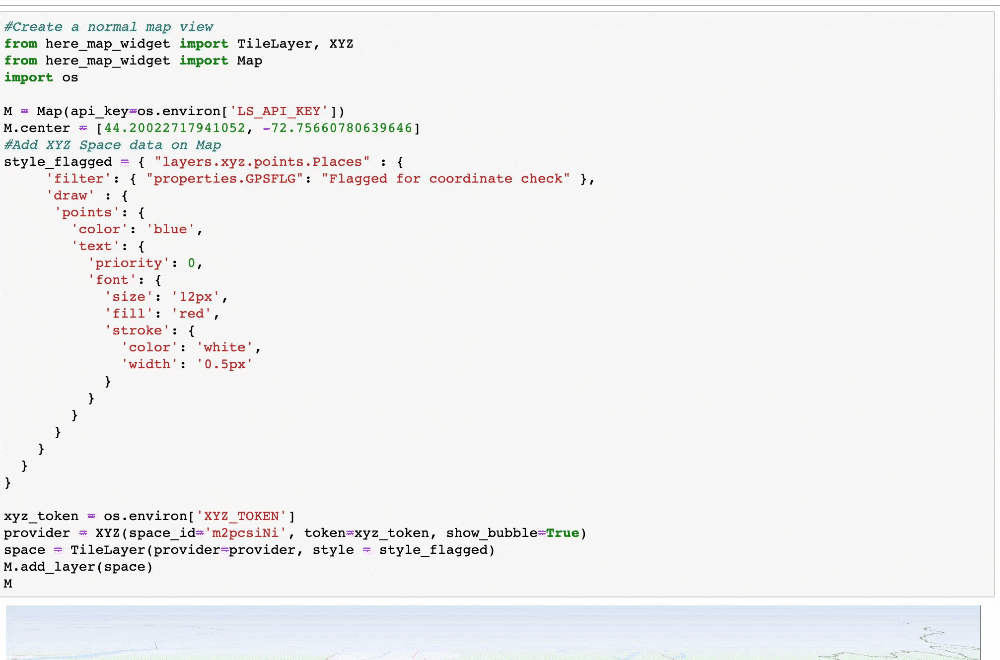 #Create a normal map view
from here_map_widget import TileLayer, XYZ
from here_map_widget import Map
import os

M = Map(api_key=os.environ['LS_API_KEY'])
M.center = [44.20022717941052, -72.75660780639646]
#Add XYZ Space data on Map
style_flagged = { "layers.xyz.points.Places" : {
     'filter': { "properties.GPSFLG": "Flagged for coordinate check" },
     'draw' : {
      'points': {
        'color': 'blue',
        'text': {
          'priority': 0,
          'font': {
            'size': '12px',
            'fill': 'red',
            'stroke': {
              'color': 'white',
              'width': '0.5px'
            }
          }
        }
      }
    }
  }
}

xyz_token = os.environ['XYZ_TOKEN']
provider = XYZ(space_id='m2pcsiNi', token=xyz_token, show_bubble=True)
space = TileLayer(provider=provider, style = style_flagged)
M.add_layer(space)
M